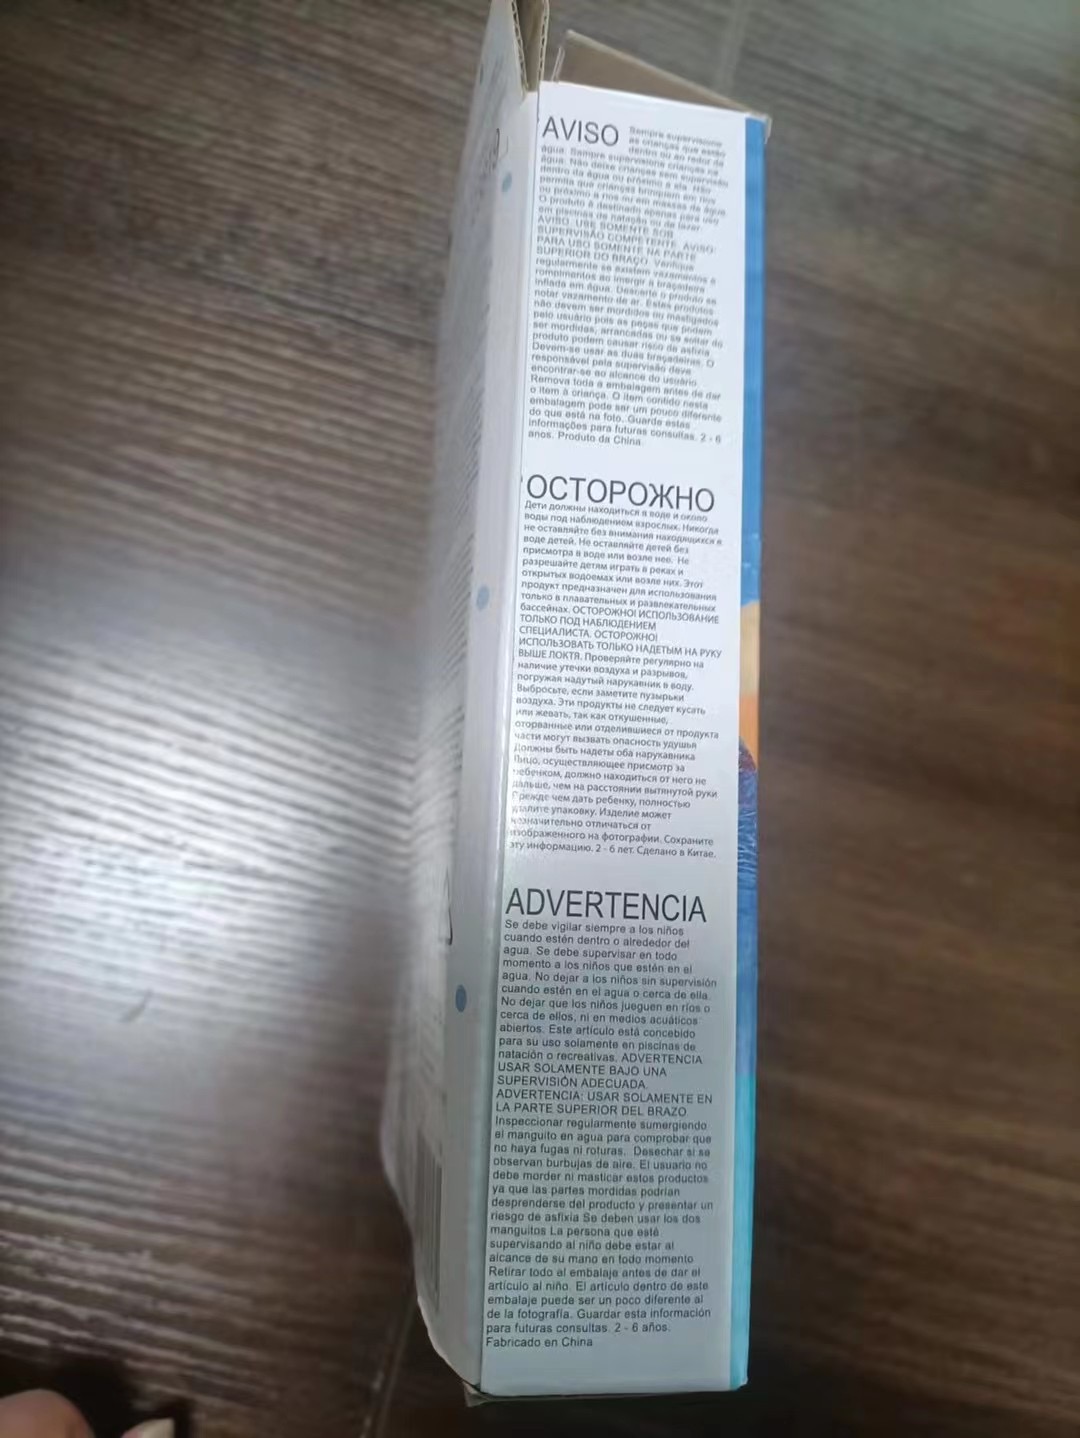 AVISO Sempre supervisione
as crianças que estão
dentro ou ao redor da
água. Sempre supervisione crianças na
água. Não deixe crianças sem supervisão
dentro da água ou próximo a ela. Não
permita que crianças brinquem em rios
ou próximo a rios ou em massas de água
O produto é destinado apenas para uso
em piscinas de natação ou de lazer.
AVISO: USE SOMENTE SOB
SUPERVISÃO COMPETENTE. AVISO:
PARA USO SOMENTE NA PARTE
SUPERIOR DO BRAÇO. Verifique
regularmente se existem vazamentos e
rompimentos ao imergir a braçadeira
inflada em água. Descarte o produto se
notar vazamento de ar. Estes produtos
não devem ser mordidos ou mastigados
pelo usuário pois as peças que podem
ser mordidas, arrancadas ou se soltar do
produto podem causar risco de asfixia
Devem-se usar as duas braçadeiras. O
responsável pela supervisão deve
encontrar-se ao alcance do usuário
Remova toda a embalagem antes de dar
o item à criança. O item contido nesta
embalagem pode ser um pouco diferente
do que está na foto. Guarde estas
informações para futuras consultas. 2 - 6
anos. Produto da China.
ОСТОРОЖНО
Дети должны находиться в воде и около
воды под наблюдением взрослых. Никогда
не оставляйте без внимания находящихся в
воде детей. Не оставляйте детей без
присмотра в воде или возле нее. Не
разрешайте детям играть в реках и
открытых водоемах или возле них. Этот
продукт предназначен для использования
только в плавательных и развлекательных
бассейнах. ОСТОРОЖНО! ИСПОЛЬЗОВАНИЕ
ТОЛЬКО ПОД НАБЛЮДЕНИЕМ
СПЕЦИАЛИСТА. ОСТОРОЖНО!
ИСПОЛЬЗОВАТЬ ТОЛЬКО НАДЕТЫМ НА РУКУ
ВЫШЕ ЛОКТЯ. Проверяйте регулярно на
наличие утечки воздуха и разрывов,
погружая надутый нарукавник в воду.
Выбросьте, если заметите пузырьки
воздуха. Эти продукты не следует кусать
или жевать, так как откушенные,
оторванные или отделившиеся от продукта
части могут вызвать опасность удушья
Должны быть надеты оба нарукавника
Лицо, осуществляющее присмотр за
ребенком, должно находиться от него не
дальше, чем на расстоянии вытянутой руки
Прежде чем дать ребенку, полностью
удалите упаковку. Изделие может
незначительно отличаться от
изображенного на фотографии. Сохраните
эту информацию. 2 - 6 лет. Сделано в Китае.
ADVERTENCIA
Se debe vigilar siempre a los niños
cuando estén dentro o alrededor del
agua. Se debe supervisar en todo
momento a los niños que estén en el
agua. No dejar a los niños sin supervisión
cuando estén en el agua o cerca de ella.
No dejar que los niños jueguen en ríos o
cerca de ellos, ni en medios acuáticos
abiertos. Este artículo está concebido
para su uso solamente en piscinas de
natación o recreativas. ADVERTENCIA
USAR SOLAMENTE BAJO UNA
SUPERVISIÓN ADECUADA.
ADVERTENCIA: USAR SOLAMENTE EN
LA PARTE SUPERIOR DEL BRAZO
Inspeccionar regularmente sumergiendo
el manguito en agua para comprobar que
no haya fugas ni roturas. Desechar si se
observan burbujas de aire. El usuario no
debe morder ni masticar estos productos
ya que las partes mordidas podrían
desprenderse del producto y presentar un
riesgo de asfixia Se deben usar los dos
manguitos La persona que esté
supervisando al niño debe estar al
alcance de su mano en todo momento
Retirar todo el embalaje antes de dar el
artículo al niño. El artículo dentro de este
embalaje puede ser un poco diferente al
de la fotografía. Guardar esta información
para futuras consultas. 2 - 6 años.
Fabricado en China